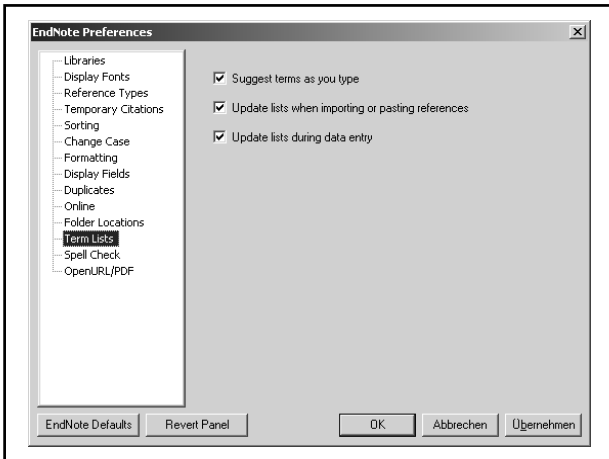 EndNote Preferences
Libraries
Display Fonts
Reference Types
Temporary Citations
Sorting
Change Case
Formatting
Display Fields
Duplicates
Online
Folder Locations
Term Lists
Spell Check
OpenURL/PDF
Suggest terms as you type
Update lists when importing or pasting references
Update lists during data entry
EndNote Defaults Revert Panel OK Abbrechen Übernehmen